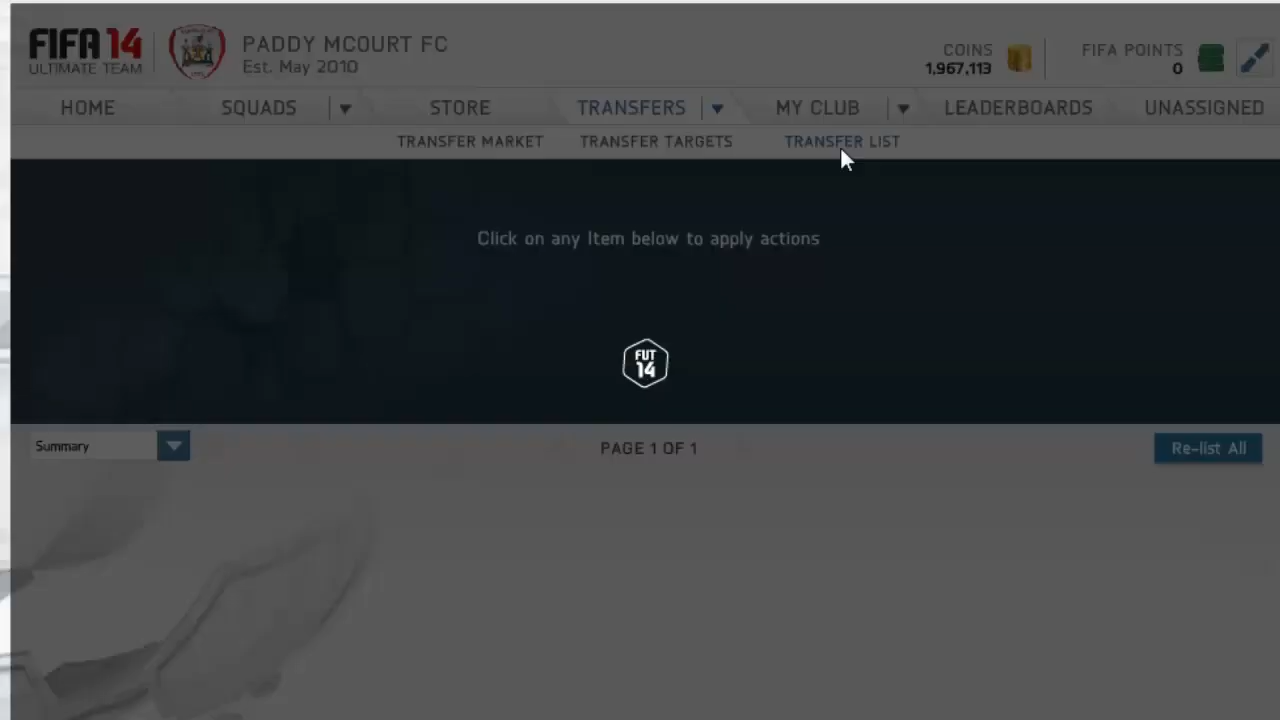 FIFA 14
ULTIMATE TEAM
PADDY MCOURT FC
Est. May 2010
COINS
1,967,113
FIFA POINTS
0
HOME
SQUADS
STORE
TRANSFERS
MY CLUB
LEADERBOARDS
UNASSIGNED
TRANSFER MARKET
TRANSFER TARGETS
TRANSFER LIST
Click on any Item below to apply actions
FUT
14
Summary
PAGE 1 OF 1
Re-list All